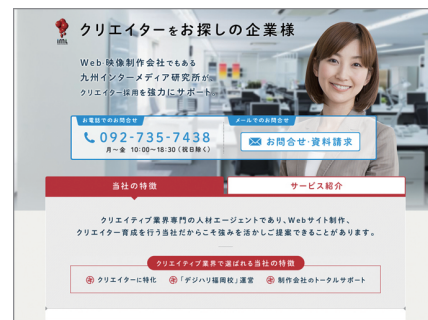 クリエイターをお探しの企業様
Web・映像制作会社でもある
九州インターメディア研究所が、
クリエイター採用を強力にサポート。
お電話でのお問合せ
メールでのお問合せ
092-735-7438
月〜金 10:00〜18:30（祝日除く）
お問合せ・資料請求
当社の特徴
サービス紹介
クリエイティブ業界専門の人材エージェントであり、Webサイト制作、
クリエイター育成を行う当社だからこそ強みを活かしご提案できることがあります。
クリエイティブ業界で選ばれる当社の特徴
クリエイターに特化
「デジハリ福岡校」運営
制作会社のトータルサポート